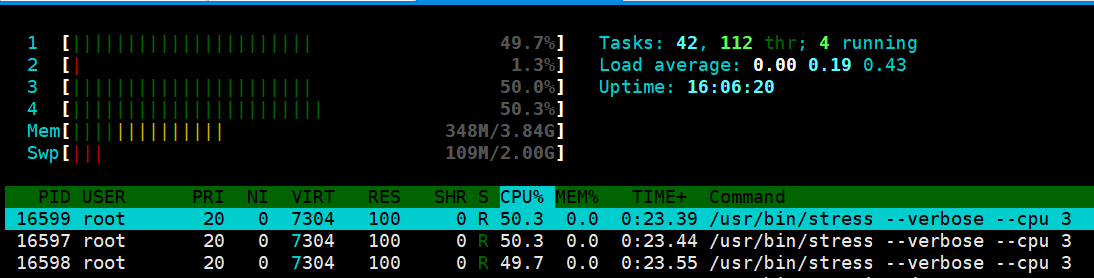 1 [|||||||||||||||||||||| 49.7%] Tasks: 42, 112 thr; 4 running
2 [| 1.3%] Load average: 0.00 0.19 0.43
3 [|||||||||||||||||||||| 50.0%] Uptime: 16:06:20
4 [||||||||||||||||||||||| 50.3%]
Mem[|||||||||||||| 348M/3.84G]
Swp[||| 109M/2.00G]
PID USER PRI NI VIRT RES SHR S CPU% MEM% TIME+ Command
16599 root 20 0 7304 100 0 R 50.3 0.0 0:23.39 /usr/bin/stress --verbose --cpu 3
16597 root 20 0 7304 100 0 R 50.3 0.0 0:23.44 /usr/bin/stress --verbose --cpu 3
16598 root 20 0 7304 100 0 R 49.7 0.0 0:23.55 /usr/bin/stress --verbose --cpu 3